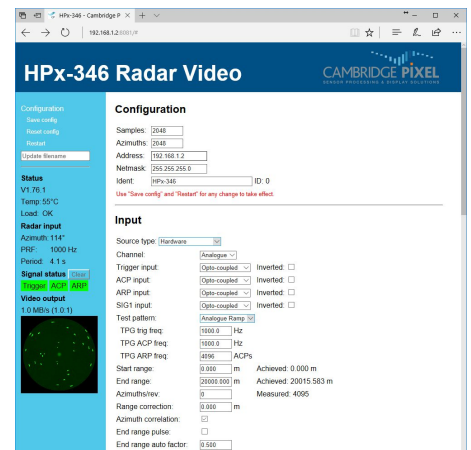 HPx-346 - Cambridge P
192.168.1.2:8081/#
HPx-346 Radar Video
CAMBRIDGE PIXEL
SENSOR PROCESSING & DISPLAY SOLUTIONS
Configuration
Save config
Reset config
Restart
Update filename
Status
V1.76.1
Temp: 55°C
Load: OK
Radar input
Azimuth: 114°
PRF: 1000 Hz
Period: 4.1 s
Signal status Clear
Trigger ACP ARP
Video output
1.0 MB/s (1.0:1)
Configuration
Samples: 2048
Azimuths: 2048
Address: 192.168.1.2
Netmask: 255.255.255.0
Ident: HPx-346 ID: 0
Use "Save config" and "Restart" for any change to take effect.
Input
Source type: Hardware
Channel: Analogue
Trigger input: Opto-coupled Inverted:
ACP input: Opto-coupled Inverted:
ARP input: Opto-coupled Inverted:
SIG1 input: Opto-coupled Inverted:
Test pattern: Analogue Ramp
TPG trig freq: 1000.0 Hz
TPG ACP freq: 1000.0 Hz
TPG ARP freq: 4096 ACPs
Start range: 0.000 m Achieved: 0.000 m
End range: 20000.000 m Achieved: 20015.583 m
Azimuths/rev: 0 Measured: 4095
Range correction: 0.000 m
Azimuth correlation:
End range pulse:
End range auto factor: 0.500